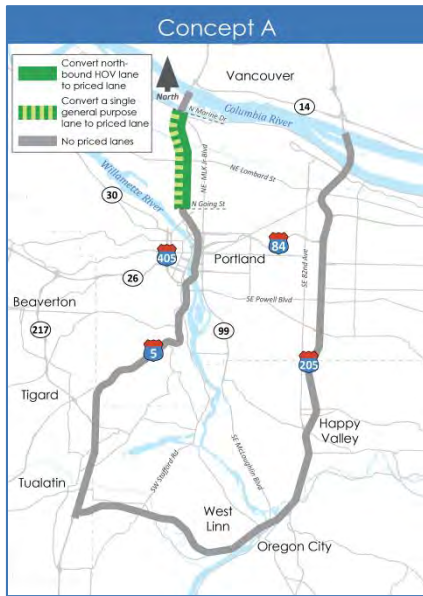 Concept A
Convert north-
bound HOV lane
to priced lane
Convert a single
general purpose
lane to priced lane
No priced lanes
North
Vancouver
14
N Marine Dr
Columbia River
NE MLK Jr Blvd
NE Lombard St
Willamette River
30
N Going St
405
84
Portland
SE 82nd Ave
26
Beaverton
SE Powell Blvd
217
99
5
205
Tigard
Happy
Valley
SW Stafford Rd
SE McLoughlin Blvd
Tualatin
West
Linn
Oregon City